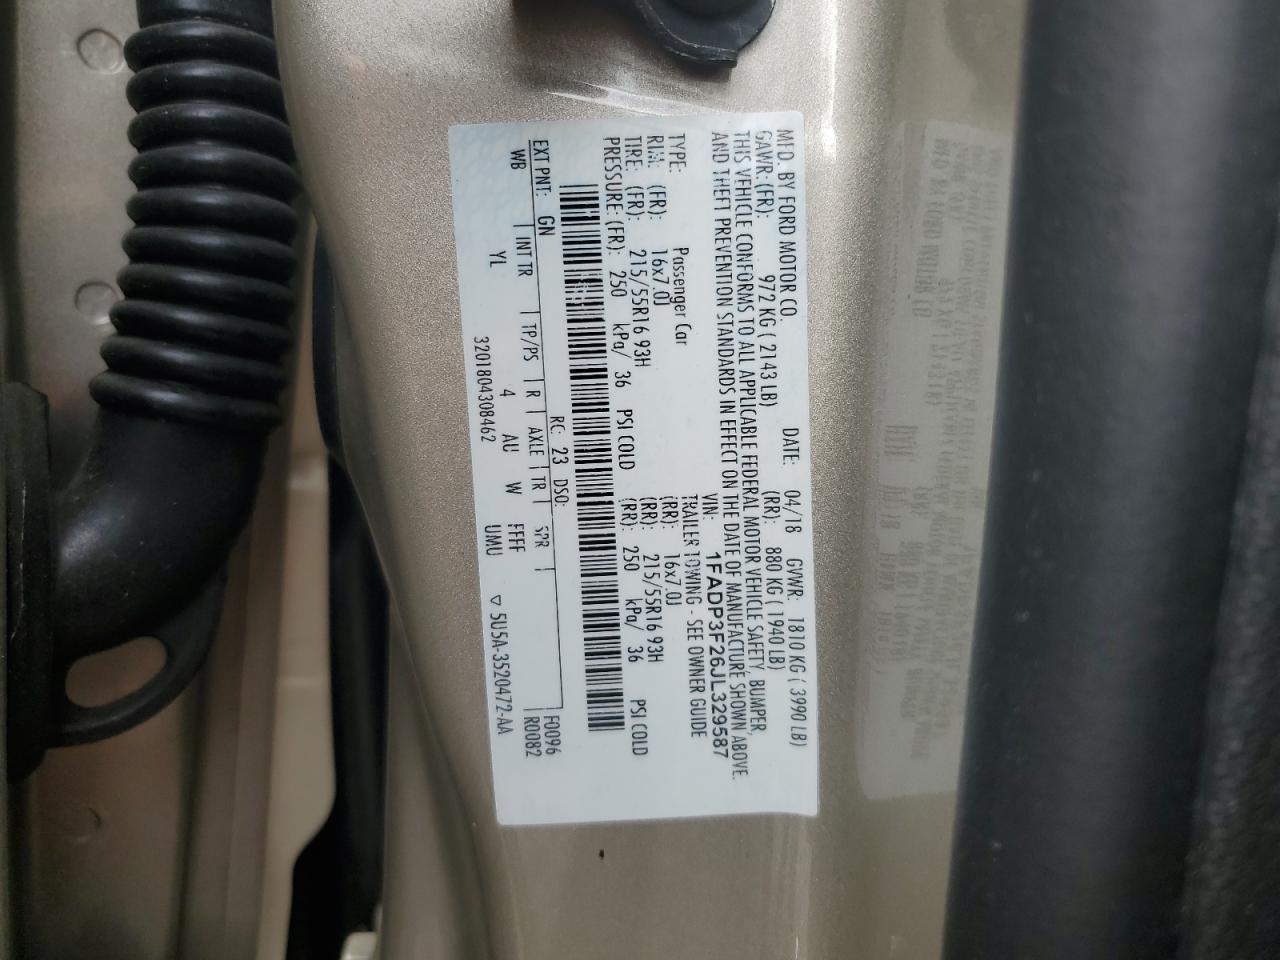 MFD. BY FORD MOTOR CO.
DATE: 04/18 GVWR: 1810 KG ( 3990 LB)
GAWR: (FR): 972 KG ( 2143 LB) (RR): 880 KG ( 1940 LB)
THIS VEHICLE CONFORMS TO ALL APPLICABLE FEDERAL MOTOR VEHICLE SAFETY, BUMPER,
AND THEFT PREVENTION STANDARDS IN EFFECT ON THE DATE OF MANUFACTURE SHOWN ABOVE.
VIN: 1FADP3F26JL329587
TYPE: Passenger Car TRAILER TOWING - SEE OWNER GUIDE
RIM: (FR): 16x7.0J (RR): 16x7.0J
TIRE: (FR): 215/55R16 93H (RR): 215/55R16 93H
PRESSURE: (FR): 250 kPa/ 36 PSI COLD (RR): 250 kPa/ 36 PSI COLD
RC: 23 DSO: F0096
EXT PNT: GN R0082
WB | INT TR | TP/PS | R | AXLE | TR | SPR |
YL 4 AU W FFFF
UMU
3201804308462 ▽ 5U5A-3520472-AA